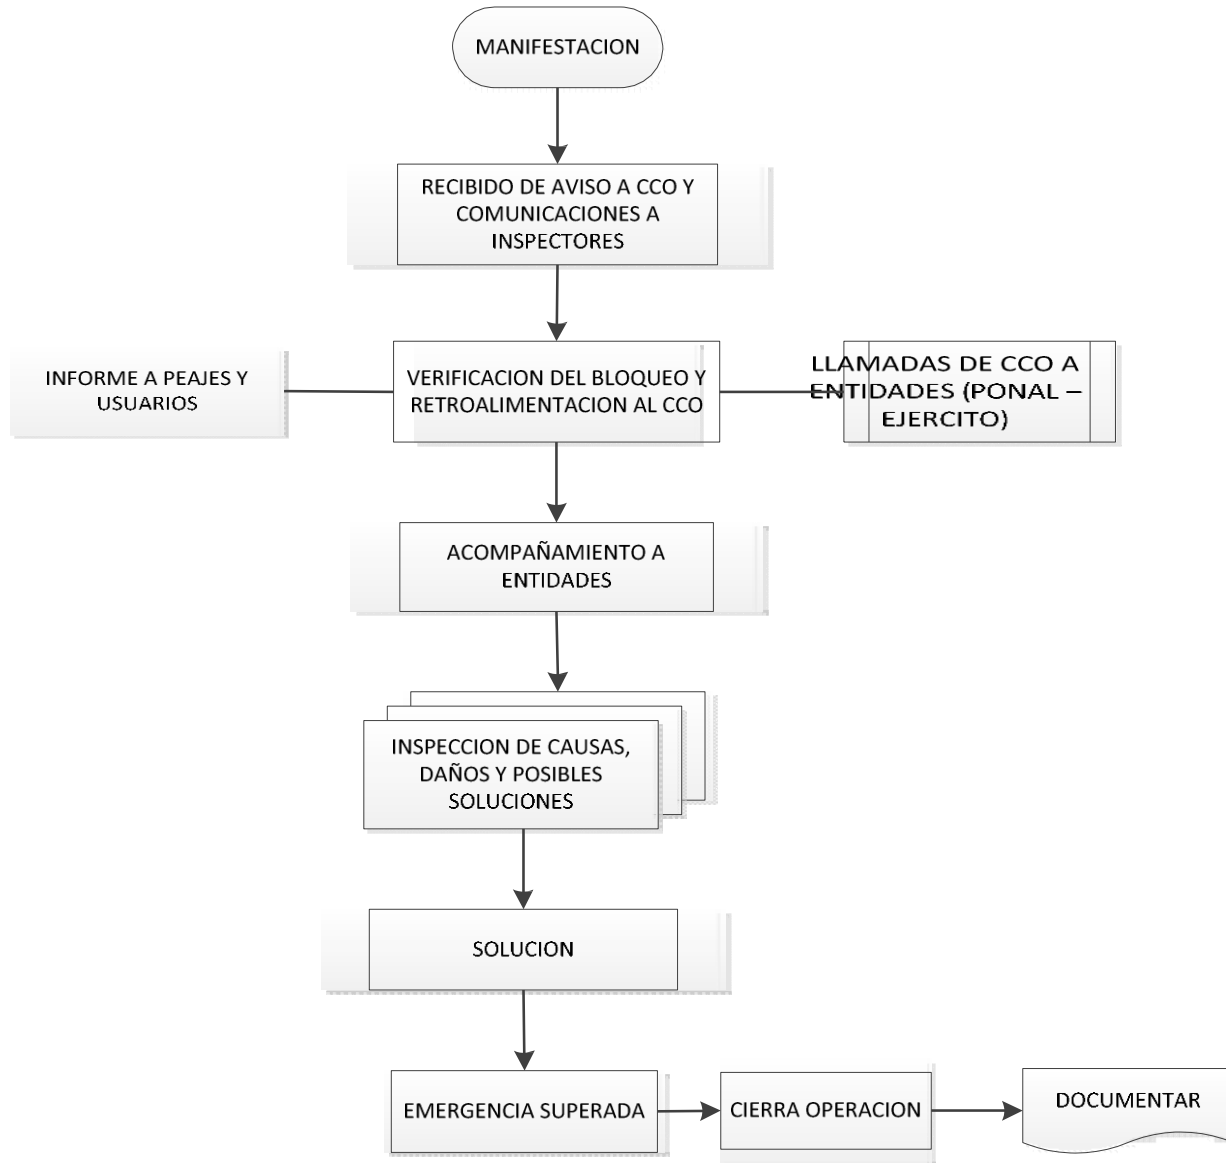 MANIFESTACION
RECIBIDO DE AVISO A CCO Y
COMUNICACIONES A
INSPECTORES
INFORME A PEAJES Y
USUARIOS
VERIFICACION DEL BLOQUEO Y
RETROALIMENTACION AL CCO
LLAMADAS DE CCO A
ENTIDADES (PONAL –
EJERCITO)
ACOMPAÑAMIENTO A
ENTIDADES
INSPECCION DE CAUSAS,
DAÑOS Y POSIBLES
SOLUCIONES
SOLUCION
EMERGENCIA SUPERADA
CIERRA OPERACION
DOCUMENTAR